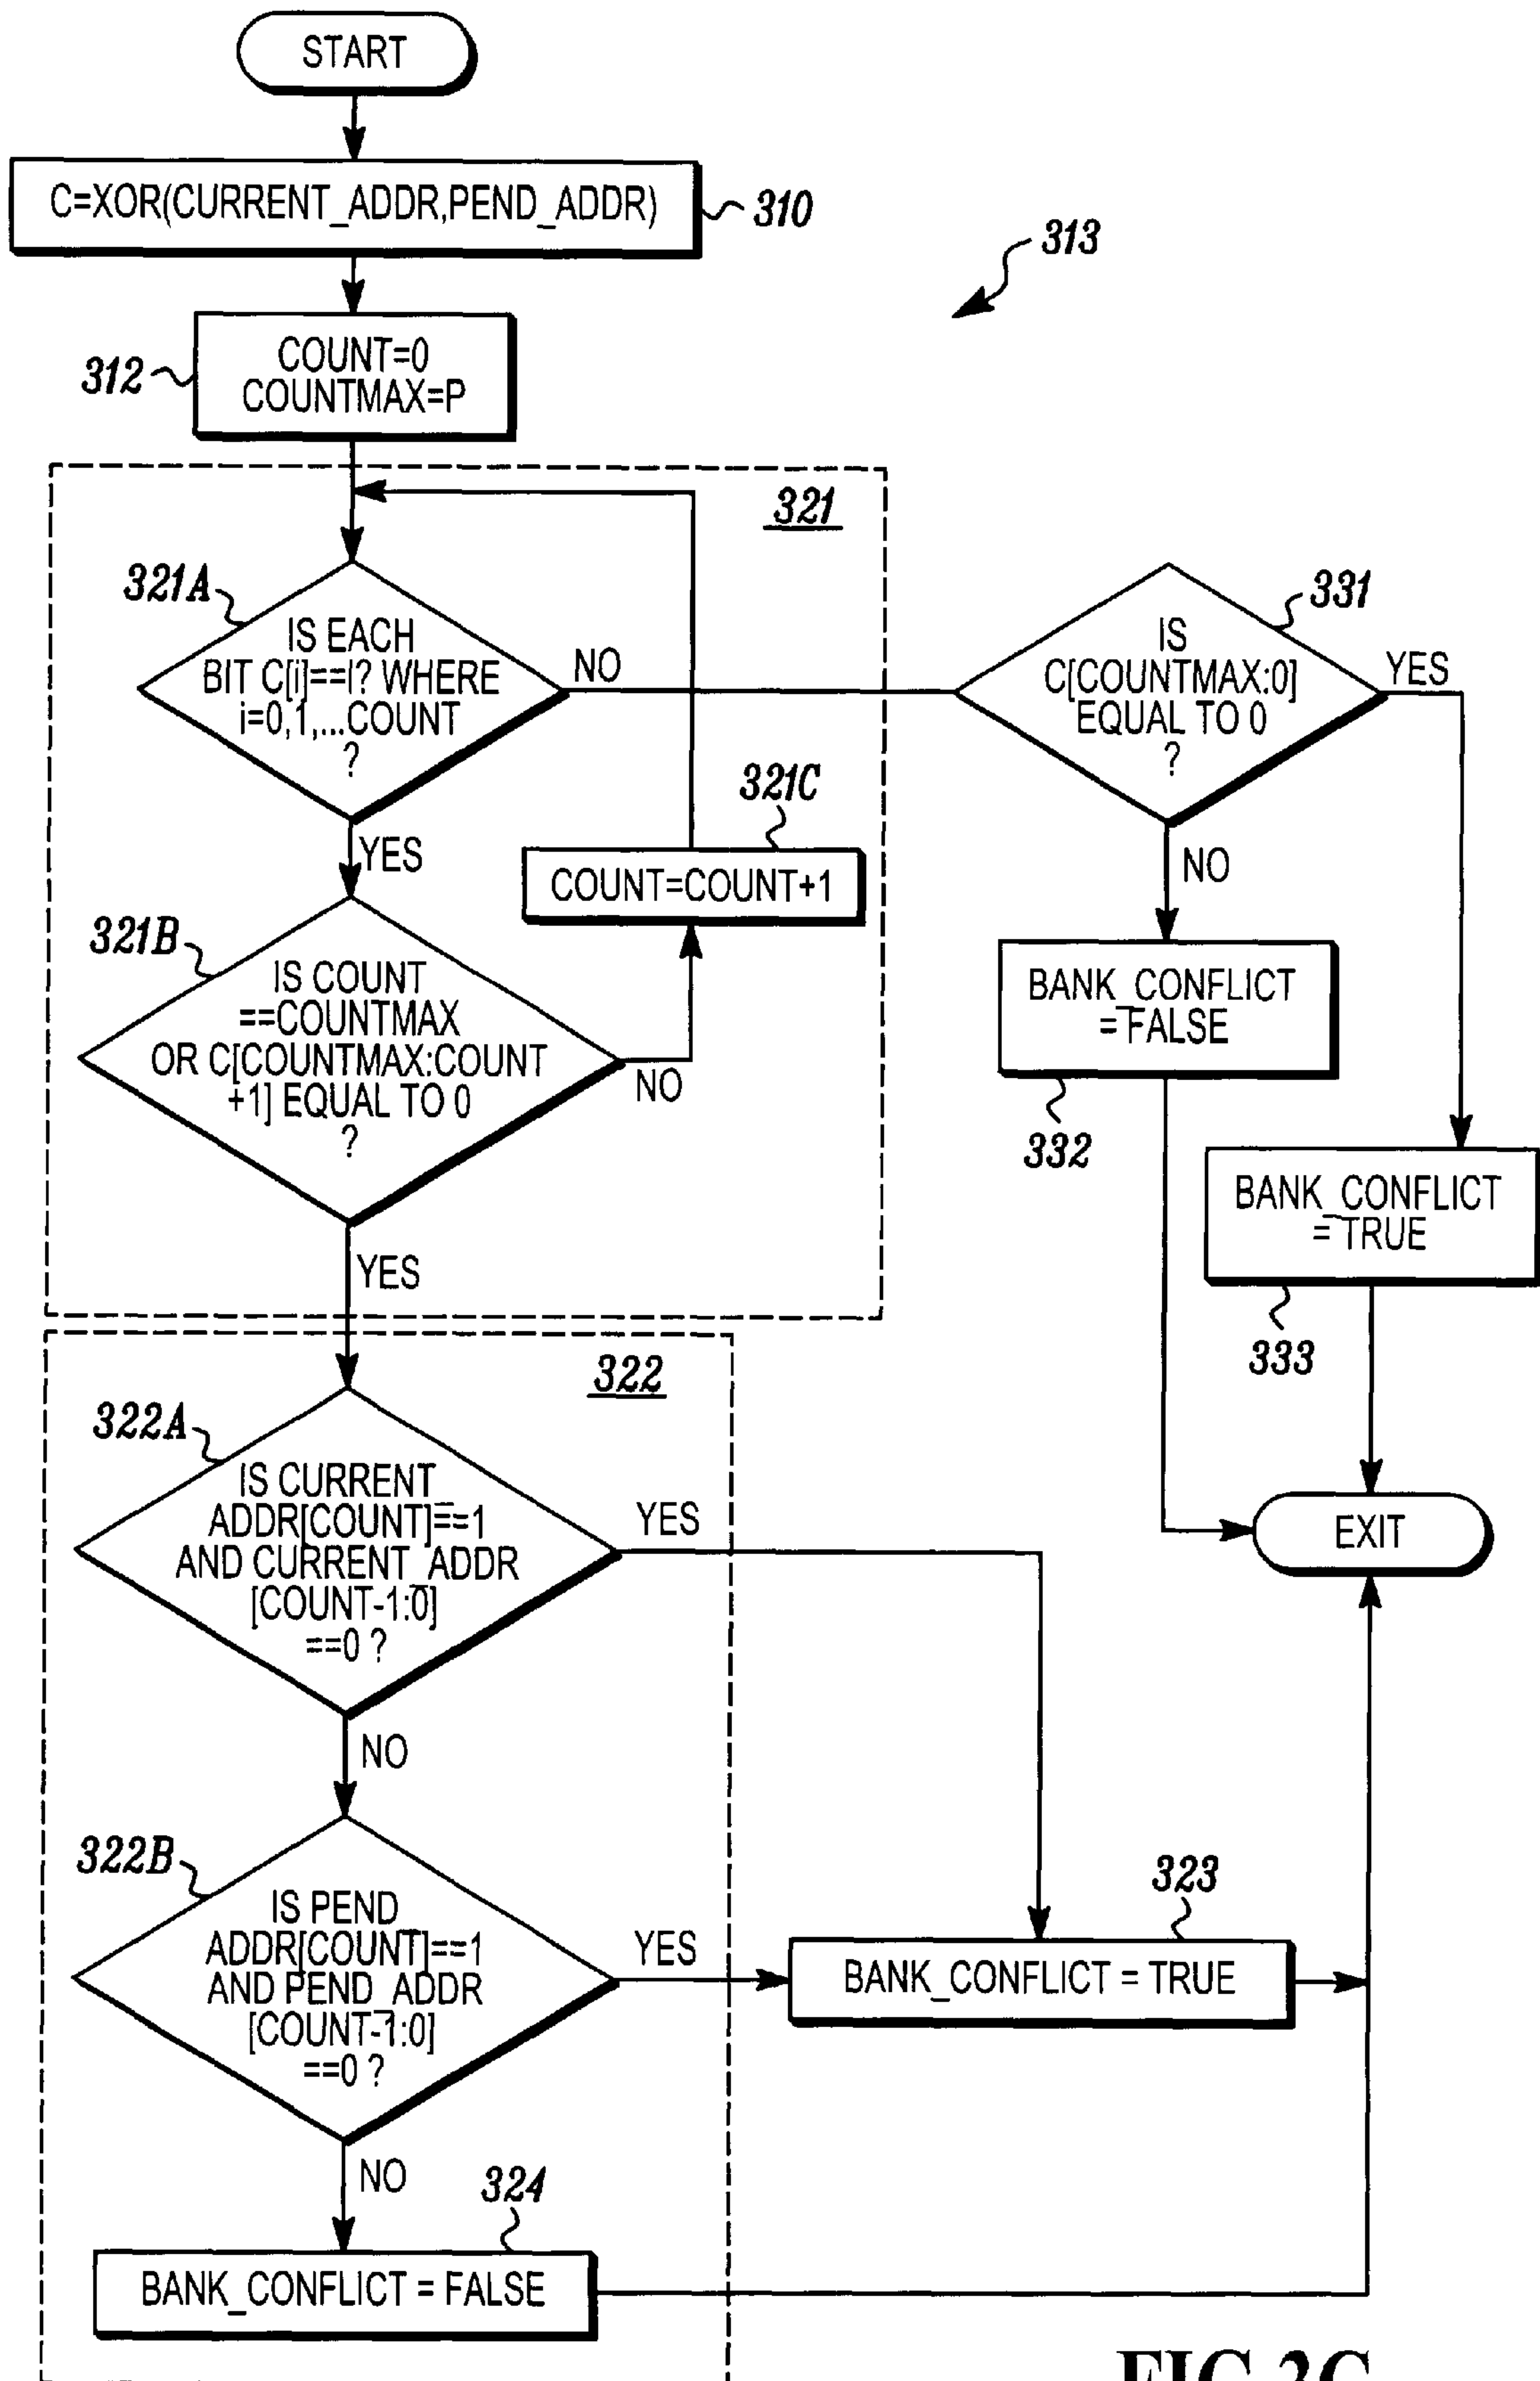 START
C=XOR(CURRENT_ADDR,PEND_ADDR)
310
313
COUNT=0
COUNTMAX=P
312
321
321A
IS EACH
BIT C[i]==I? WHERE
i=0,1,...COUNT
?
NO
YES
331
IS
C[COUNTMAX:0]
EQUAL TO 0
?
YES
NO
321C
COUNT=COUNT+1
321B
IS COUNT
==COUNTMAX
OR C[COUNTMAX:COUNT
+1] EQUAL TO 0
?
NO
YES
BANK_CONFLICT
=FALSE
332
BANK_CONFLICT
=TRUE
333
EXIT
322
322A
IS CURRENT_
ADDR[COUNT]==1
AND CURRENT_ADDR
[COUNT-1:0]
==0 ?
YES
NO
322B
IS PEND_
ADDR[COUNT]==1
AND PEND_ADDR
[COUNT-1:0]
==0 ?
YES
NO
323
BANK_CONFLICT = TRUE
324
BANK_CONFLICT = FALSE
FIG.3C